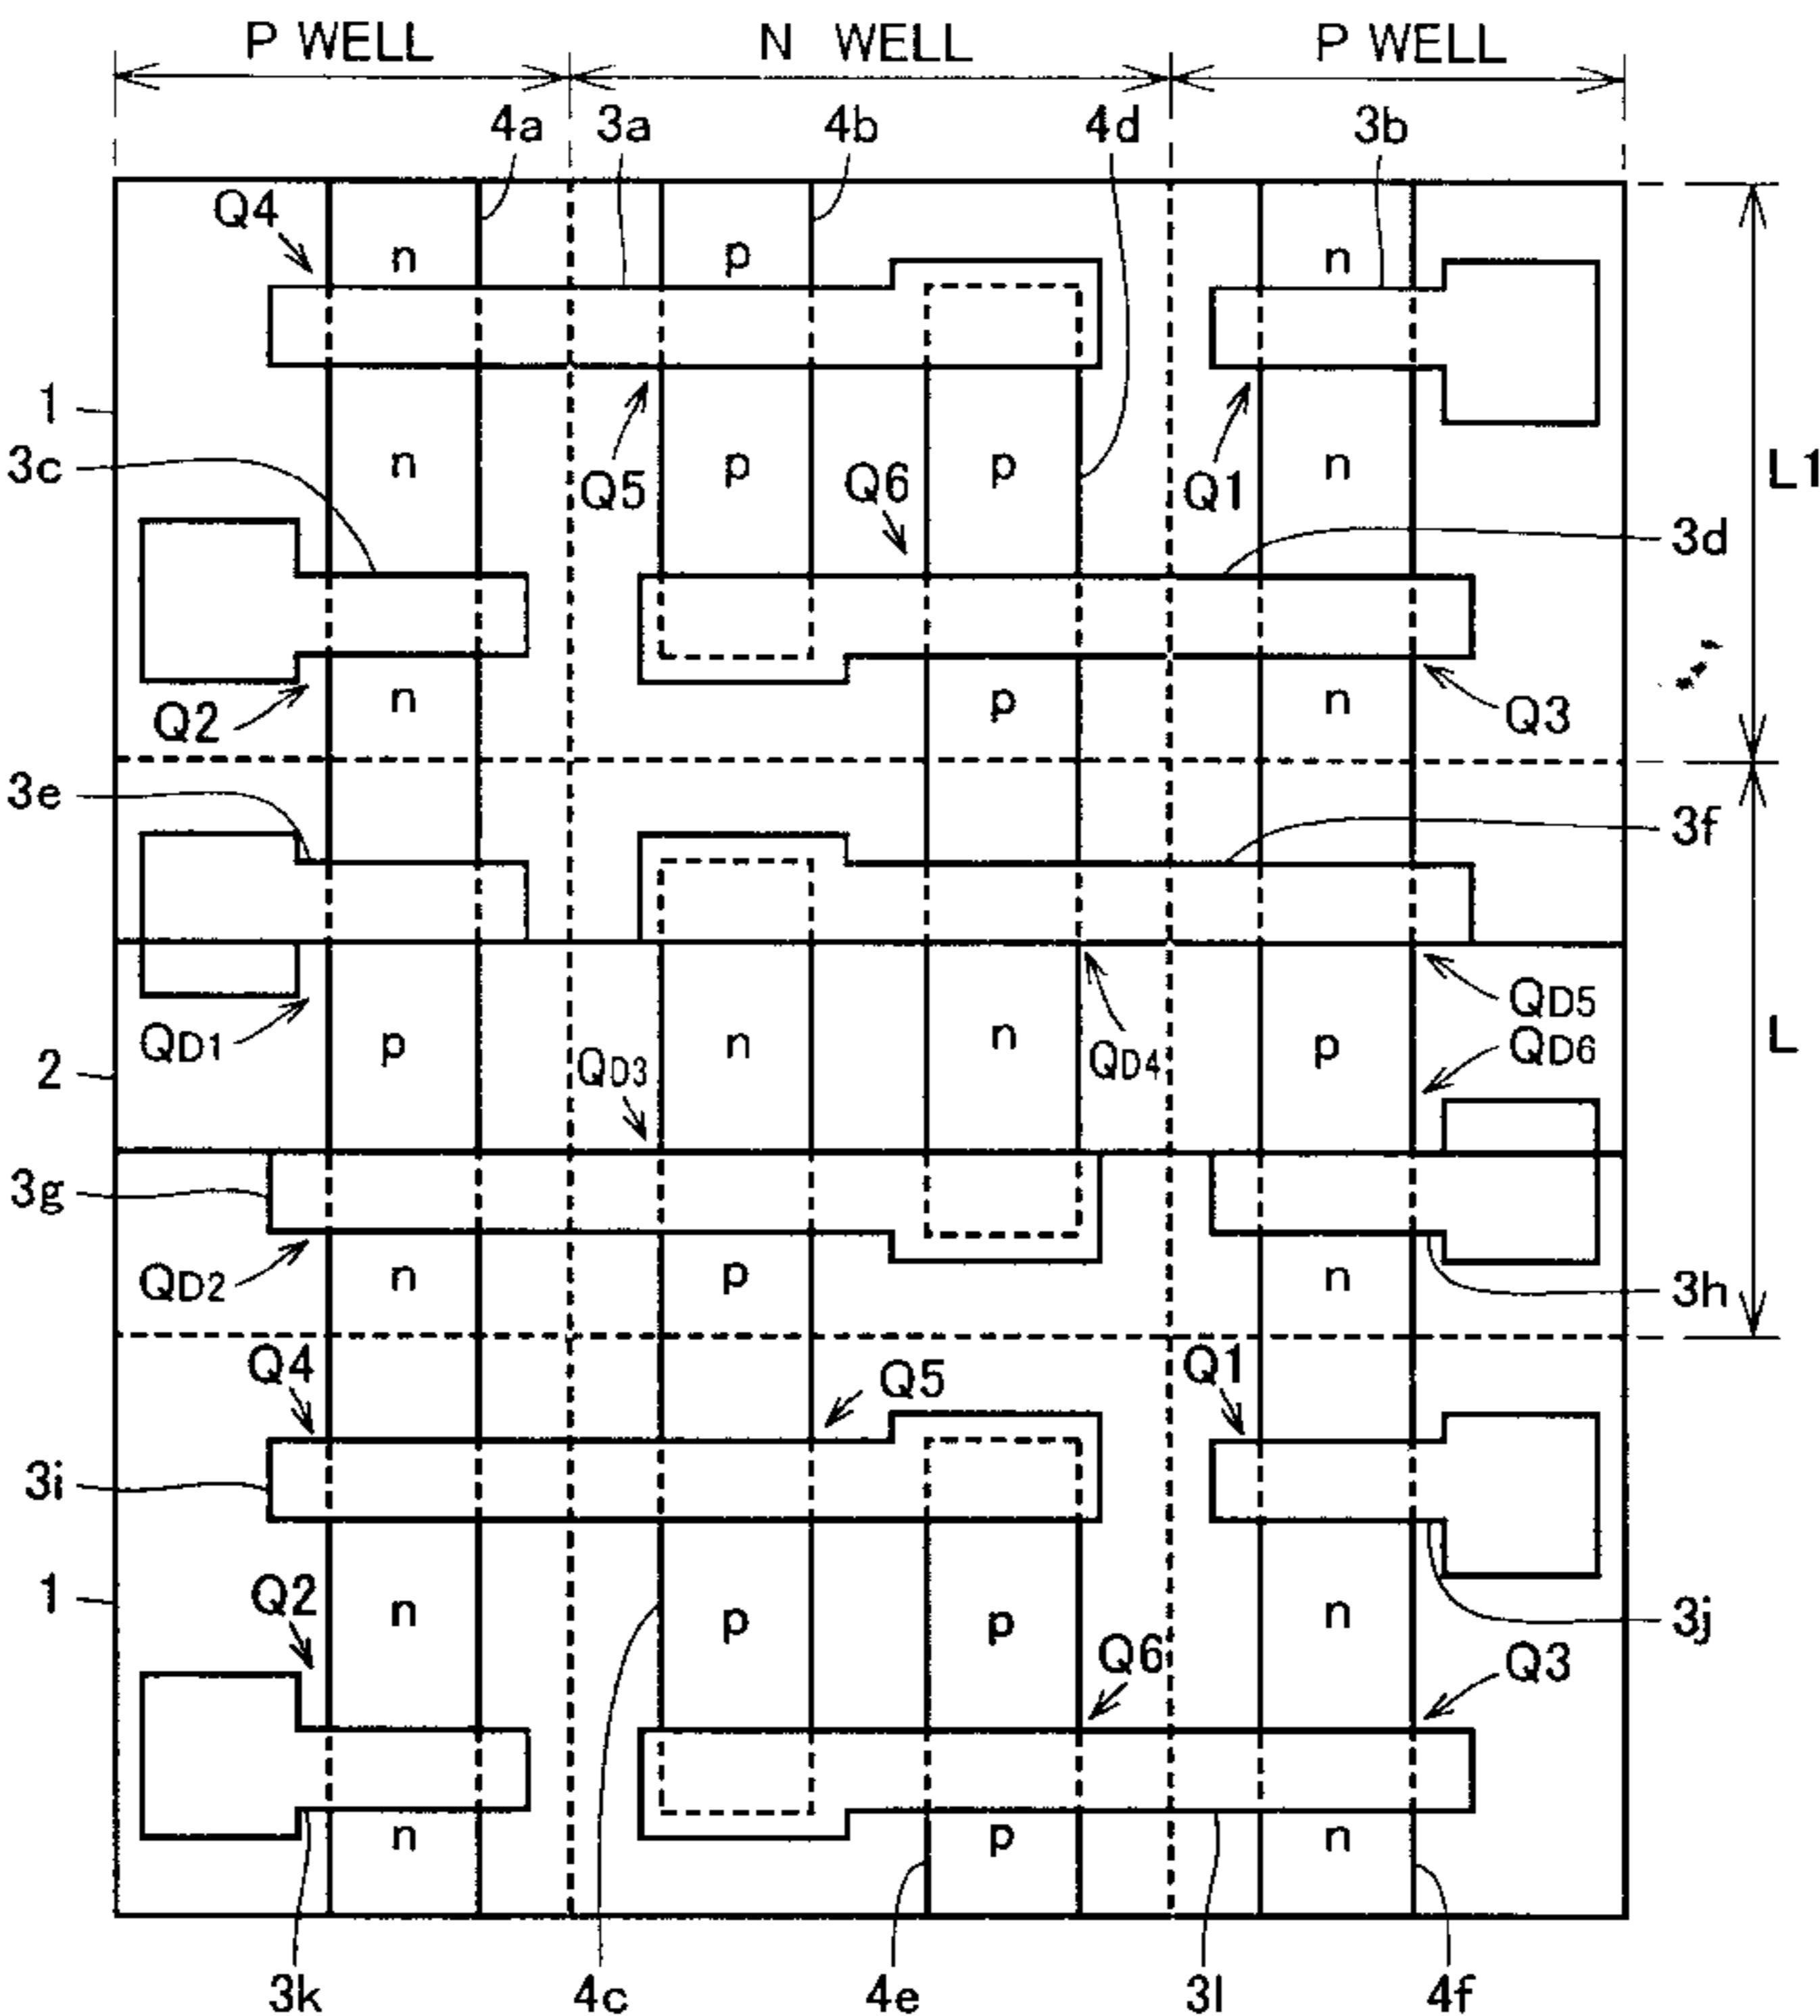 P WELL N WELL P WELL
4a 3a 4b 4d 3b
Q4 n p n
1
3c n Q5 p Q6 p Q1 n L1
3d
Q2 n p n Q3
3e 3f
QD5
QD1 p QD3 n n QD4 p QD6
2 L
3g
QD2 n p n 3h
Q4 Q5 Q1
3i
1 Q2 n p p n 3j
Q6 Q3
n p n
3k 4c 4e 3l 4f